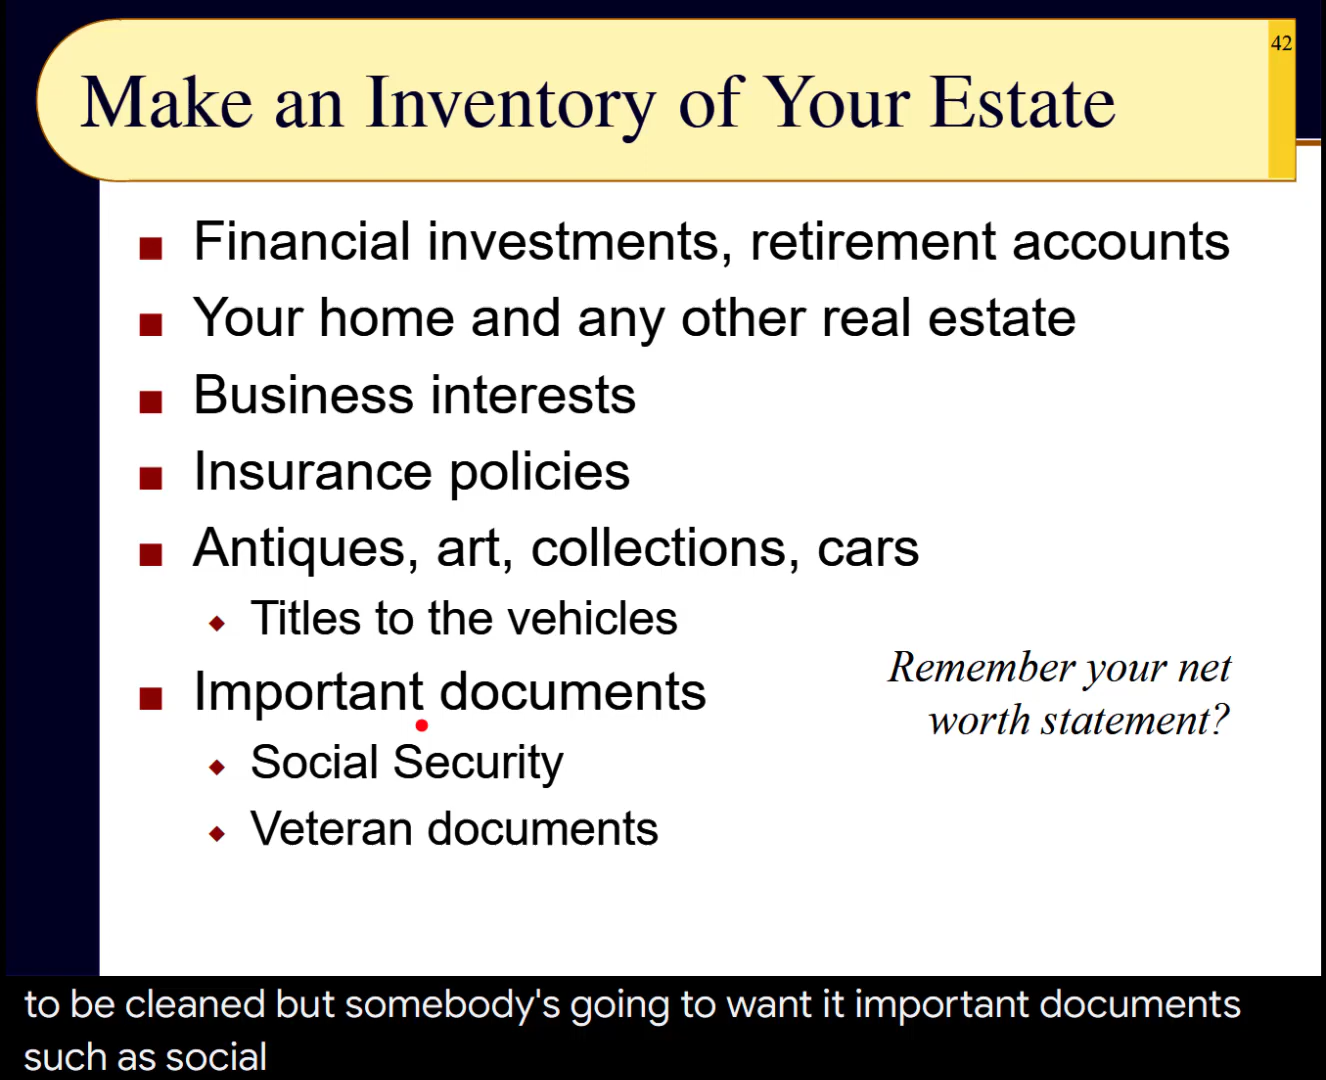 42
Make an Inventory of Your Estate
Financial investments, retirement accounts
Your home and any other real estate
Business interests
Insurance policies
Antiques, art, collections, cars
Titles to the vehicles
Important documents
Social Security
Veteran documents
Remember your net
worth statement?
to be cleaned but somebody's going to want it important documents
such as social